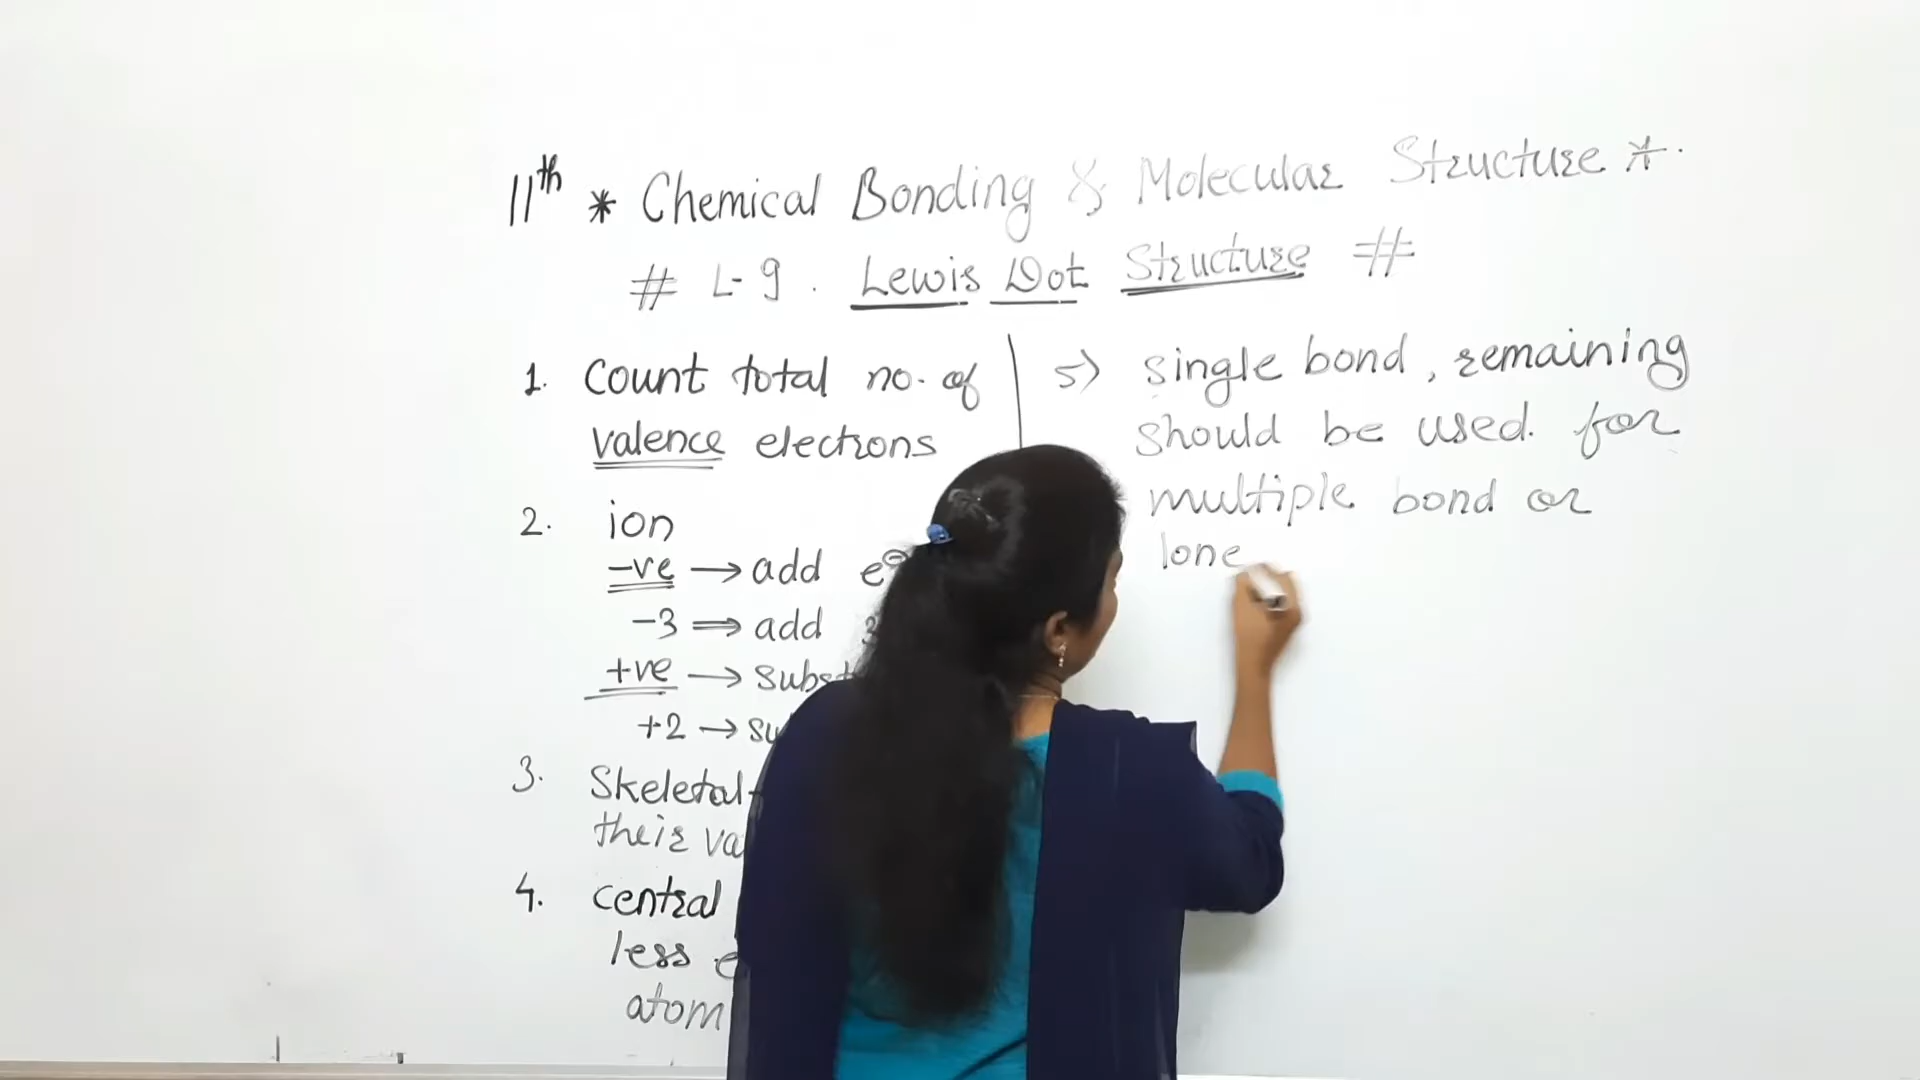 11th * Chemical Bonding & Molecular Structure *.
# L-9. Lewis Dot Structure #
1. Count total no. of
valence electrons
2. ion
-ve → add e⊖
-3 ⇒ add 3
+ve → subst
+2 → su
3. Skeletal
their va
4. central
less e
atom
5) single bond, remaining
should be used for
multiple bond or
lone